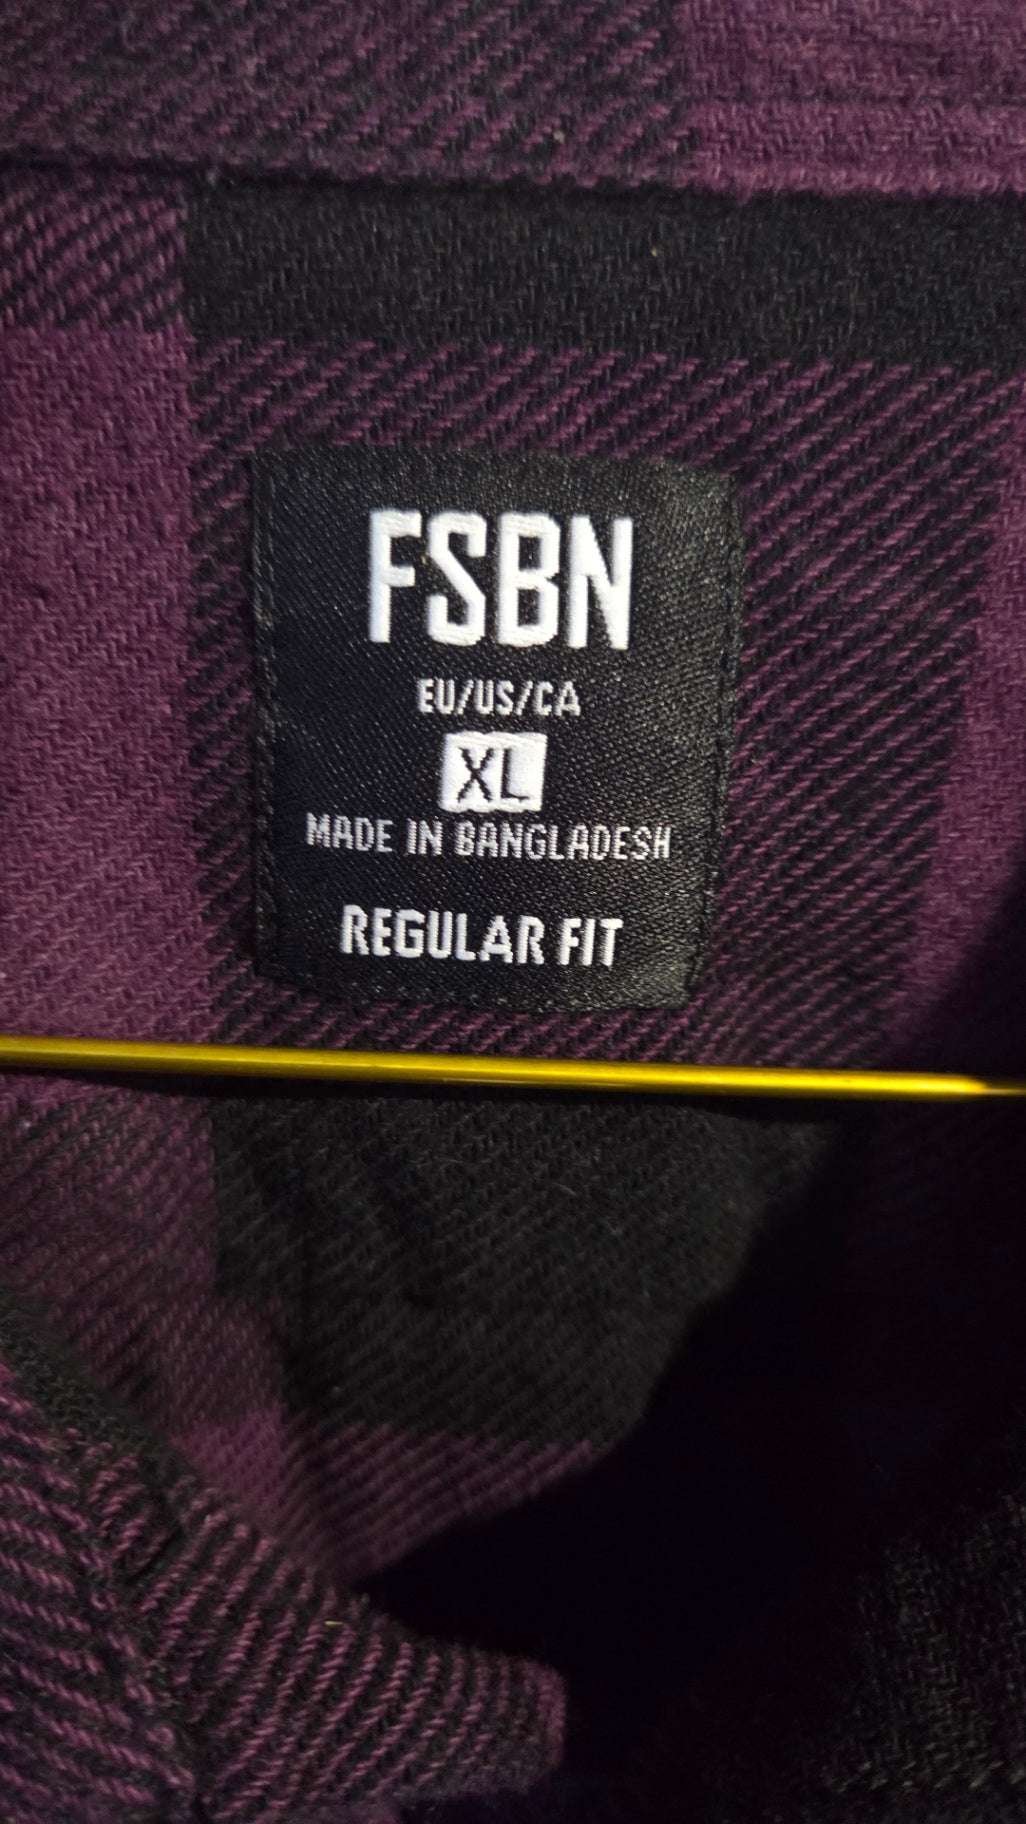 FSBN
EU/US/CA
XL
MADE IN BANGLADESH
REGULAR FIT